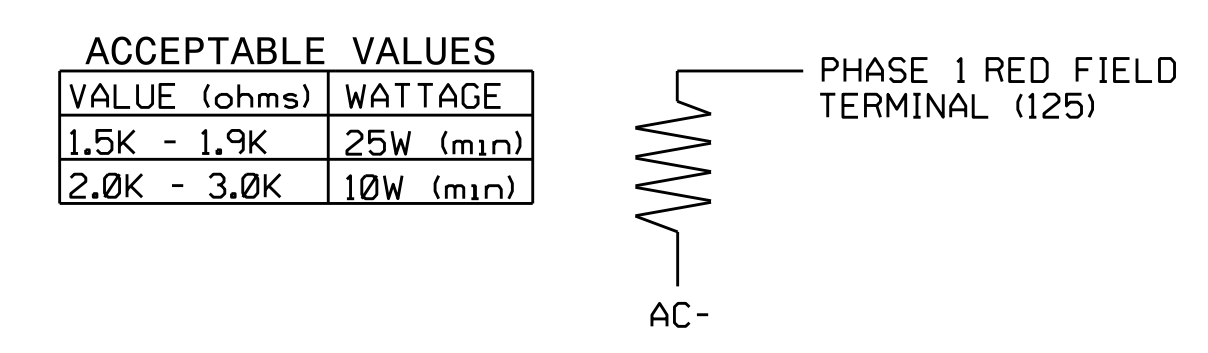 ACCEPTABLE VALUES
VALUE (ohms) WATTAGE
1.5K - 1.9K 25W (min)
2.0K - 3.0K 10W (min)
PHASE 1 RED FIELD
TERMINAL (125)
AC-